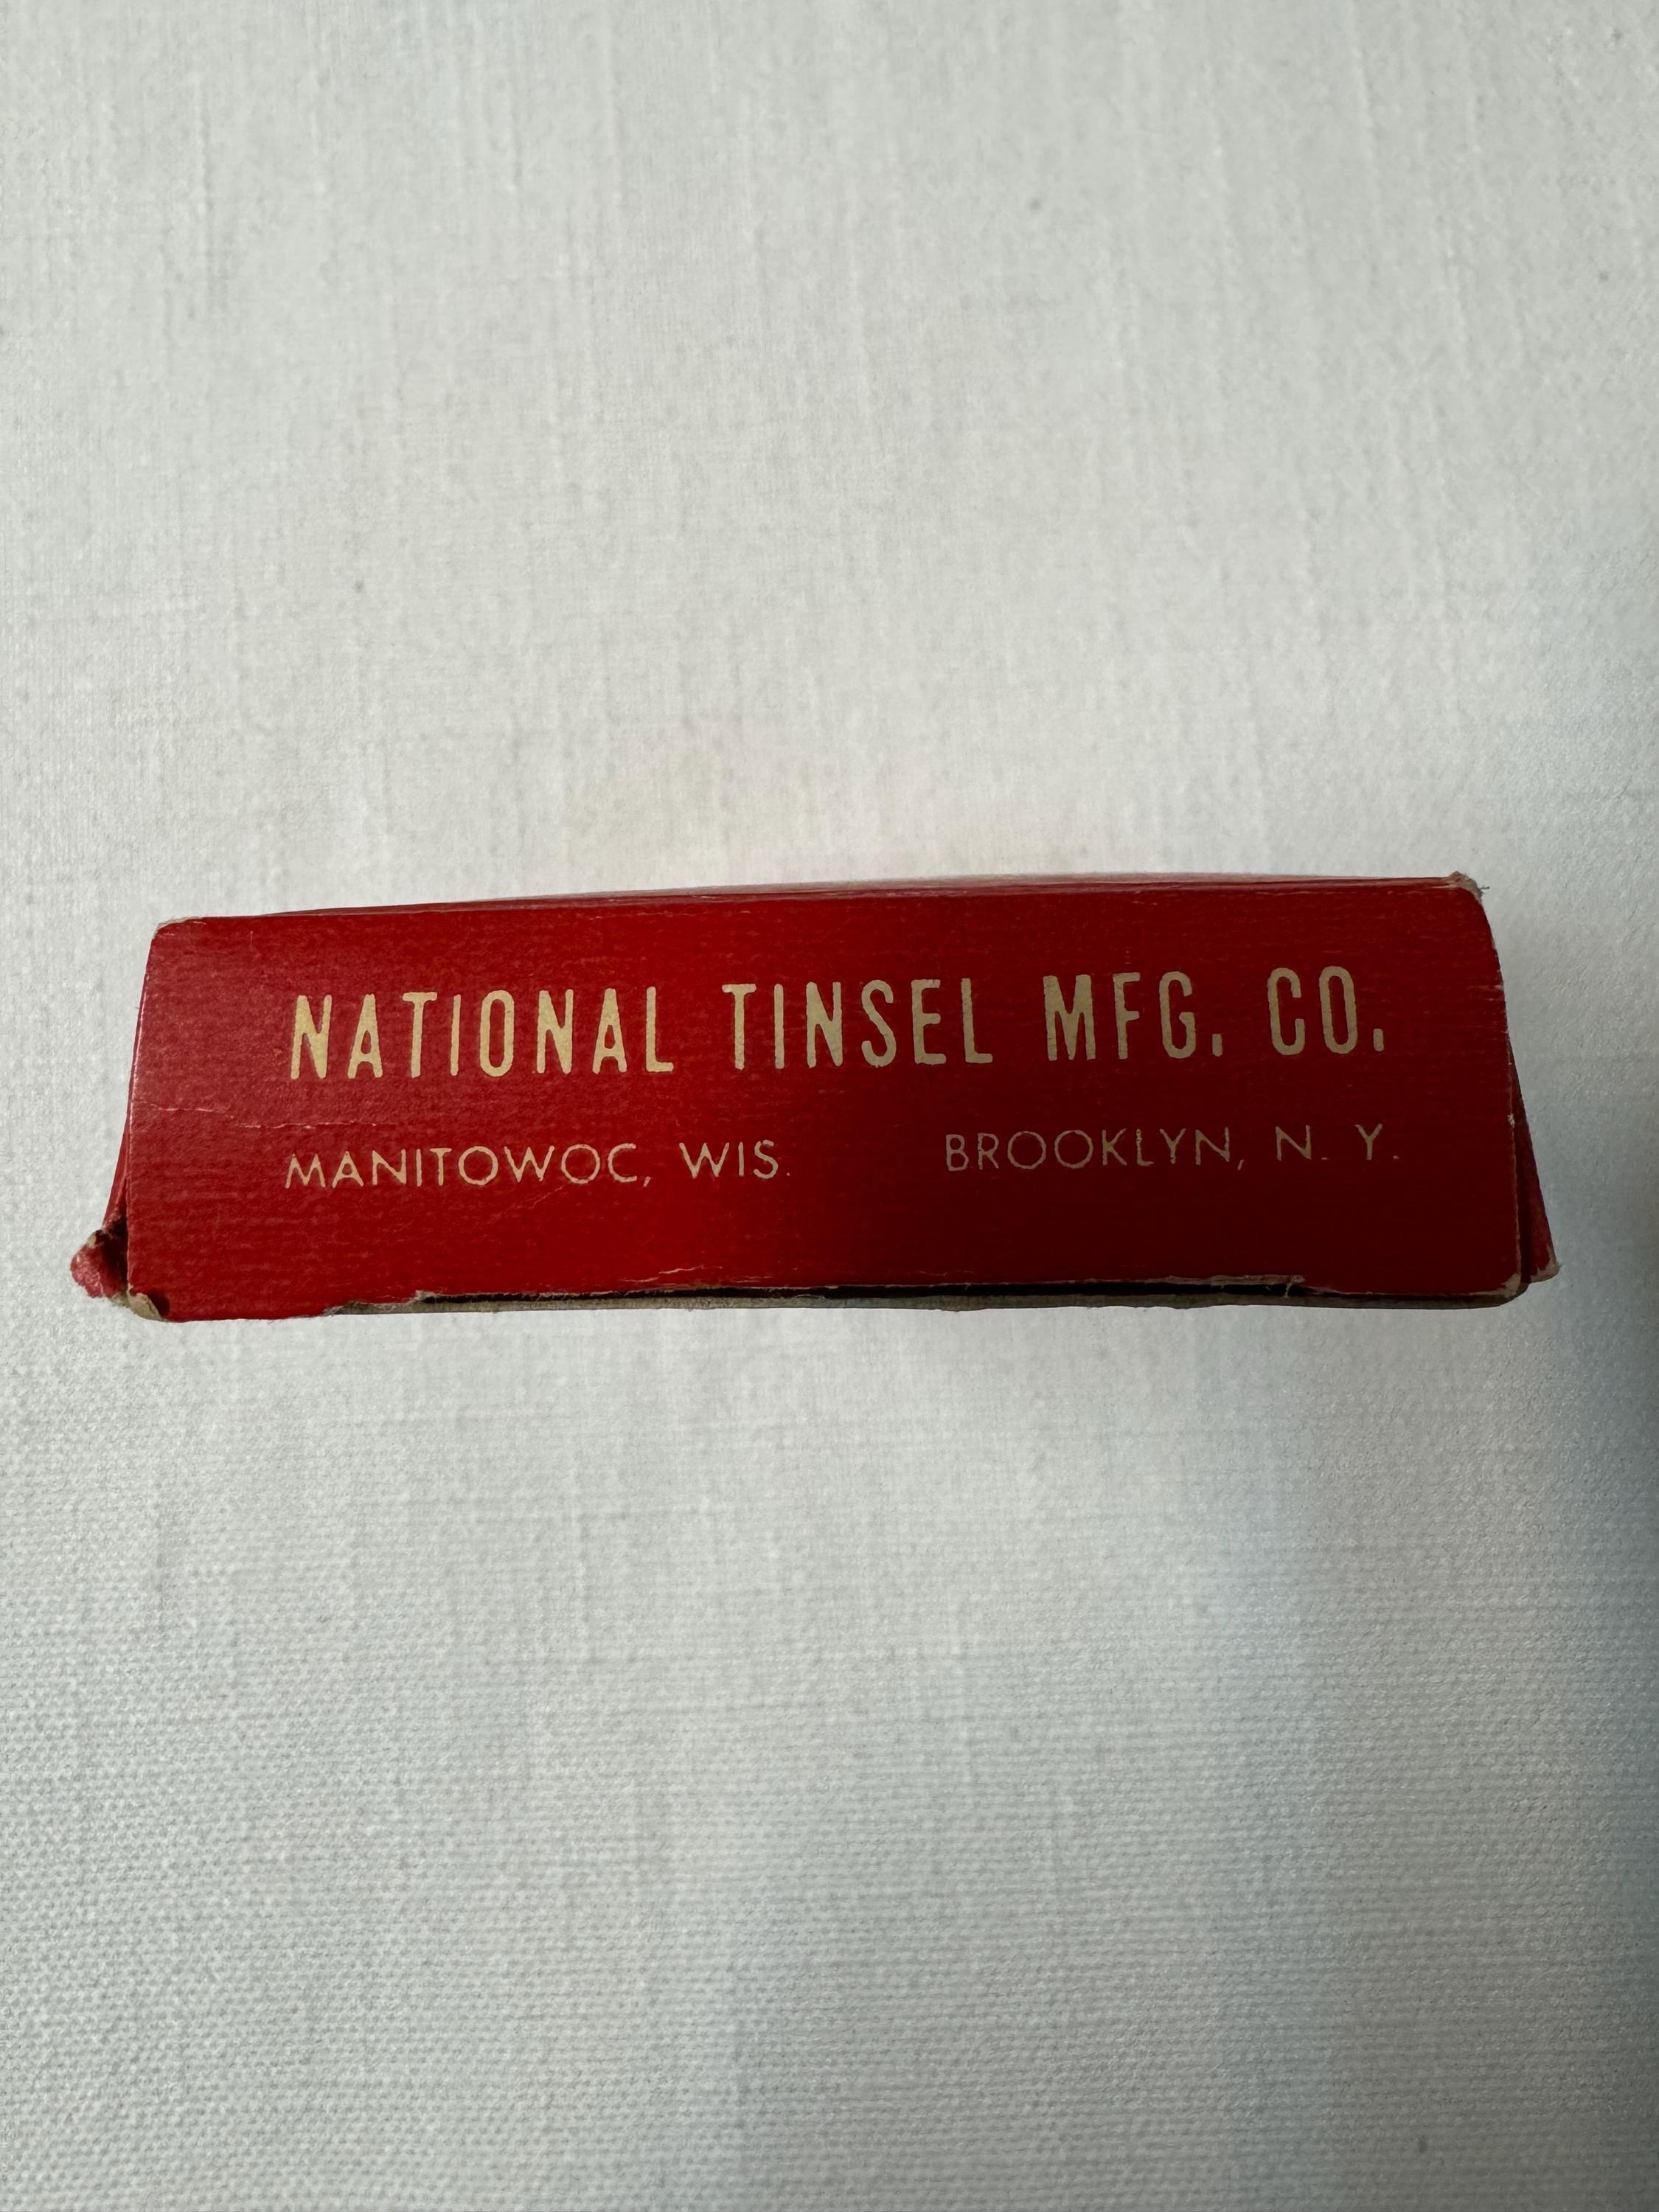 NATIONAL TINSEL MFG. CO.
MANITOWOC, WIS. BROOKLYN, N. Y.